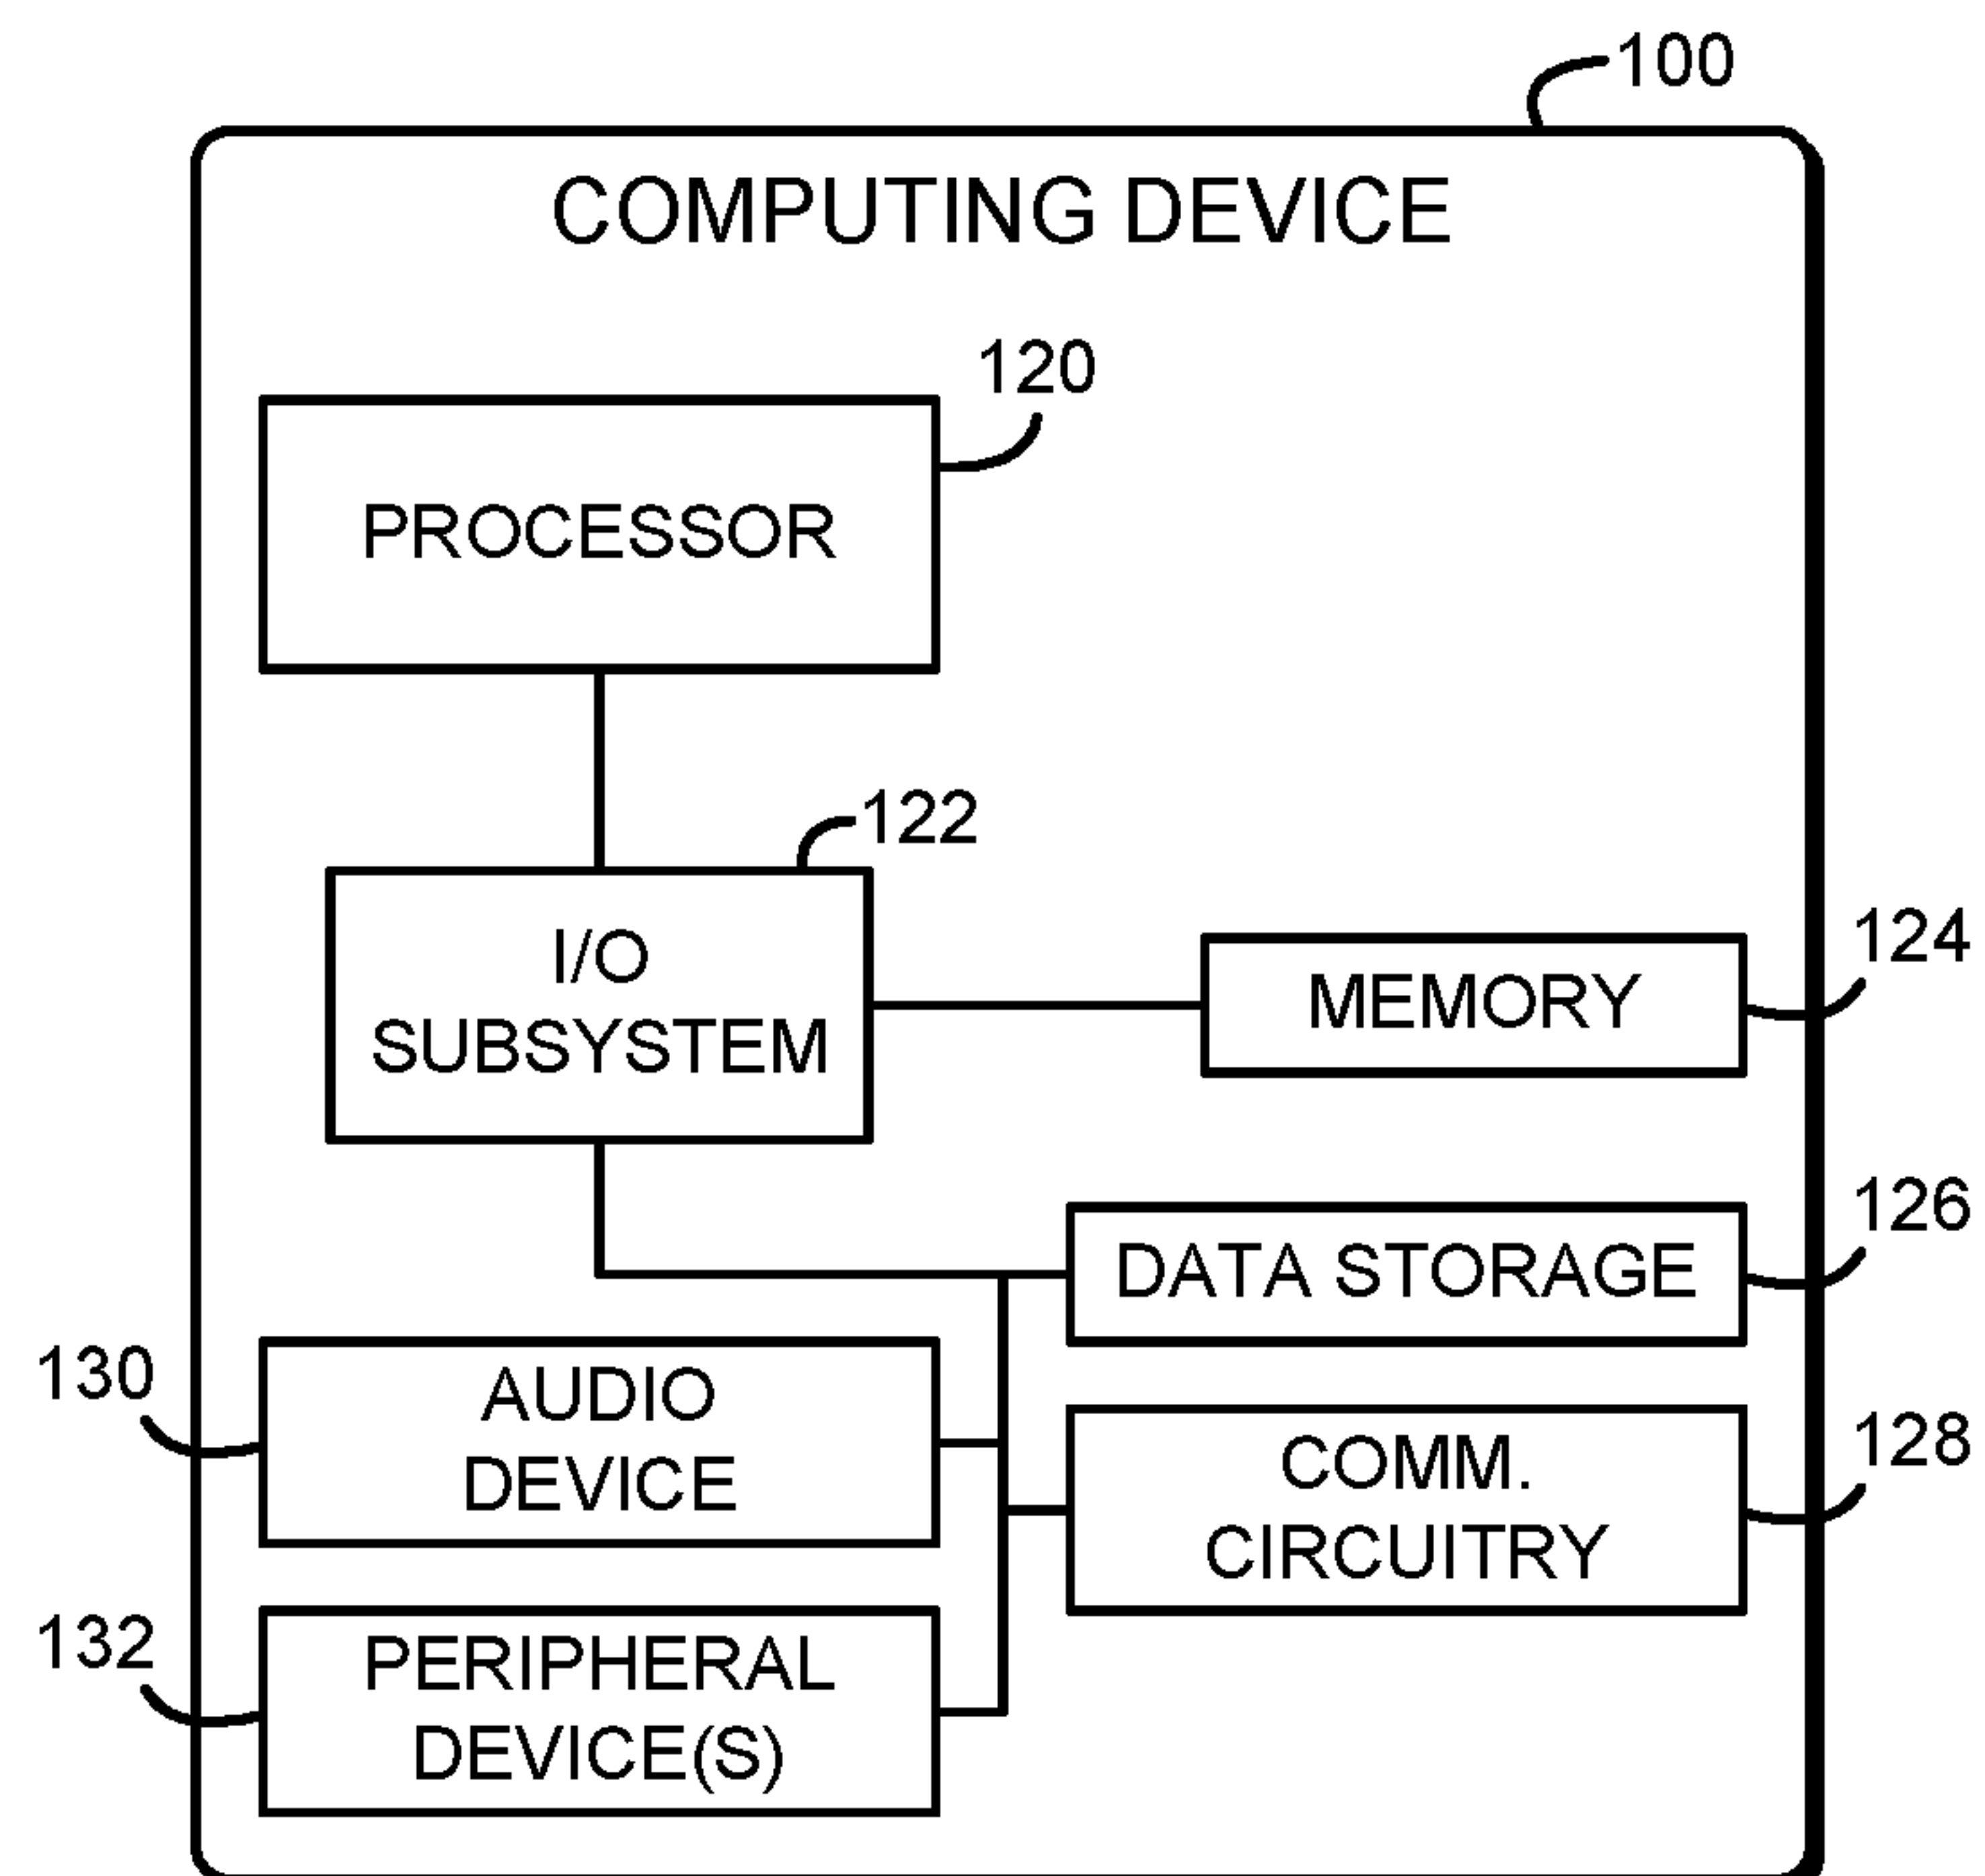 100
COMPUTING DEVICE
120
PROCESSOR
122
I/O
SUBSYSTEM
124
MEMORY
126
DATA STORAGE
130
AUDIO
DEVICE
128
COMM.
CIRCUITRY
132
PERIPHERAL
DEVICE(S)